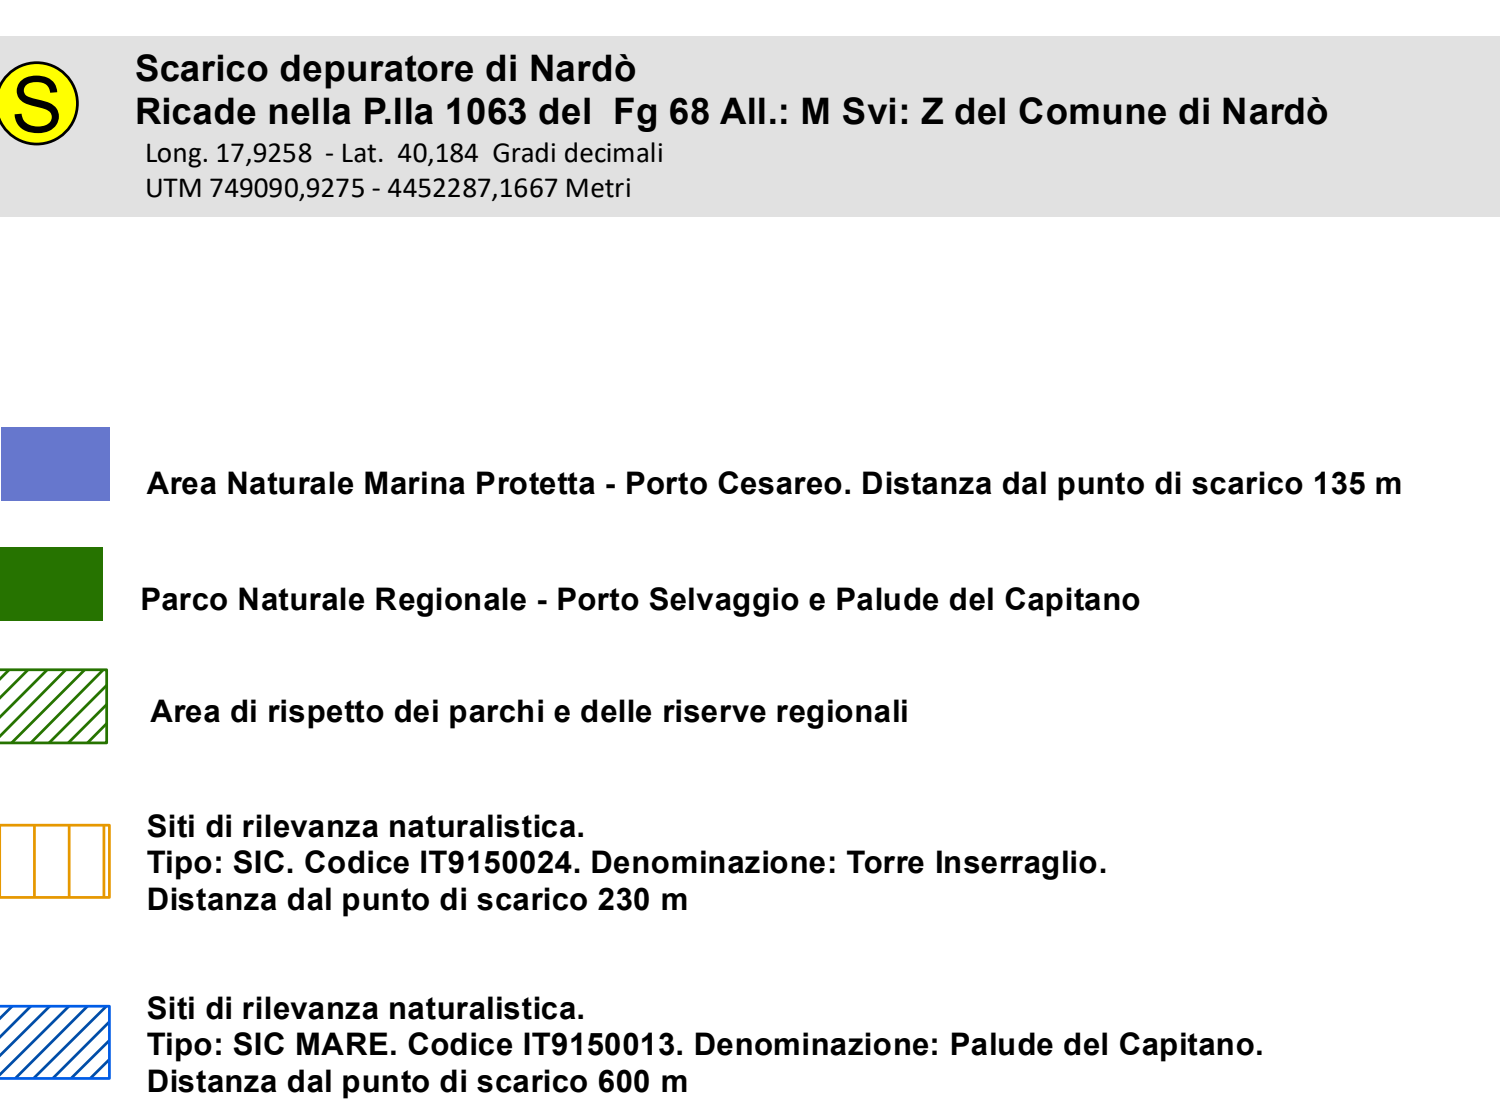 S
Scarico depuratore di Nardò
Ricade nella P.lla 1063 del  Fg 68 All.: M Svi: Z del Comune di Nardò
Long. 17,9258  - Lat.  40,184  Gradi decimali
UTM 749090,9275 - 4452287,1667 Metri
Area Naturale Marina Protetta - Porto Cesareo. Distanza dal punto di scarico 135 m
Parco Naturale Regionale - Porto Selvaggio e Palude del Capitano
Area di rispetto dei parchi e delle riserve regionali
Siti di rilevanza naturalistica.
Tipo: SIC. Codice IT9150024. Denominazione: Torre Inserraglio.
Distanza dal punto di scarico 230 m
Siti di rilevanza naturalistica.
Tipo: SIC MARE. Codice IT9150013. Denominazione: Palude del Capitano.
Distanza dal punto di scarico 600 m